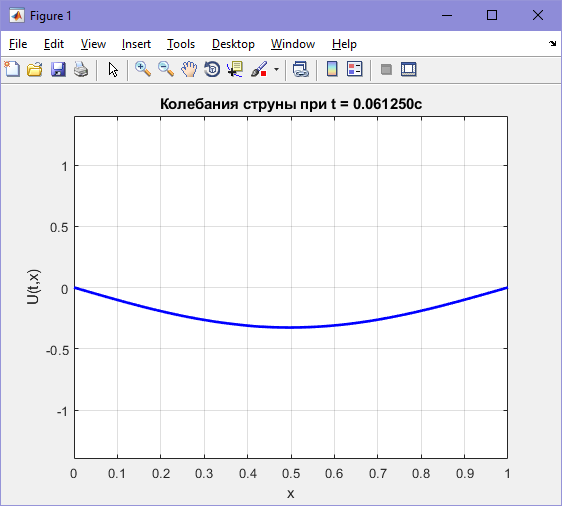 Figure 1
File Edit View Insert Tools Desktop Window Help
Колебания струны при t = 0.061250с
1
0.5
0
-0.5
-1
U(t,x)
0 0.1 0.2 0.3 0.4 0.5 0.6 0.7 0.8 0.9 1
x